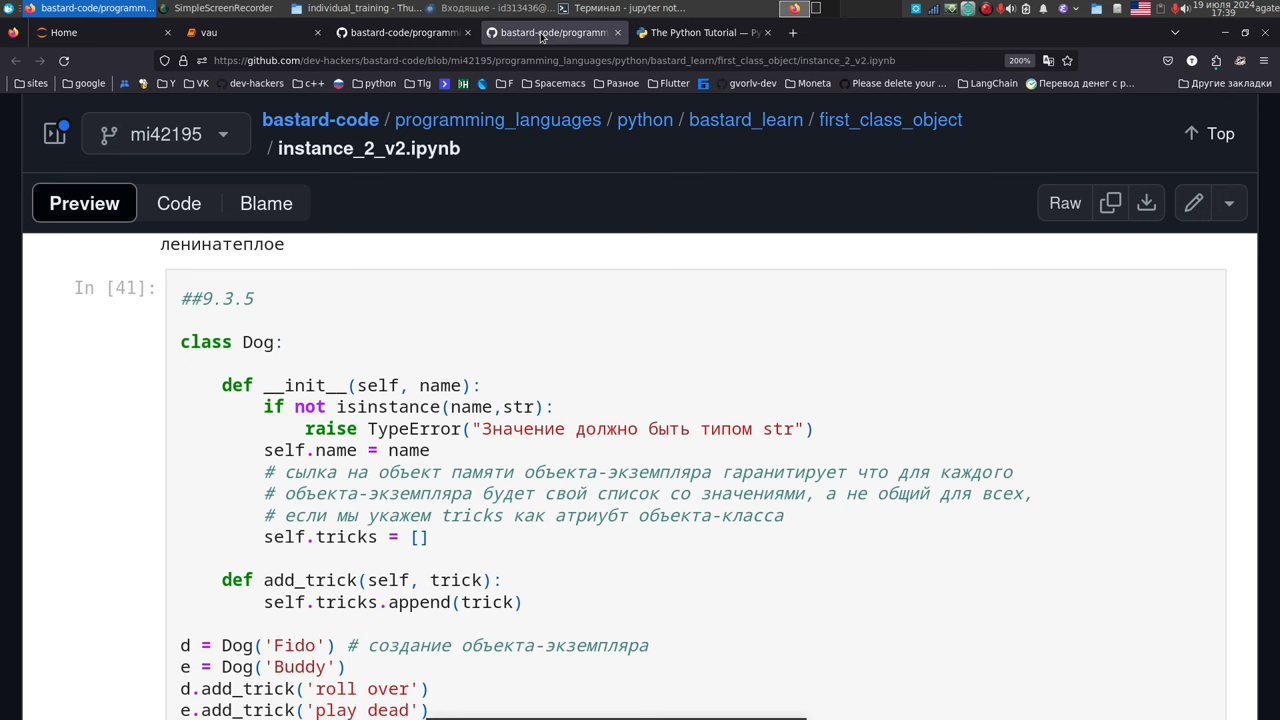 bastard-code/programm...
SimpleScreenRecorder
individual_training - Thu...
Входящие - id313436@...
Терминал - jupyter not...
19 июля 2024
17:39
agate
Home
vau
bastard-code/programm
bastard-code/programm
The Python Tutorial — Py
https://github.com/dev-hackers/bastard-code/blob/mi42195/programming_languages/python/bastard_learn/first_class_object/instance_2_v2.ipynb
200%
sites
google
Y
VK
dev-hackers
c++
python
Tlg
F
Spacemacs
Разное
Flutter
gvorlv-dev
Moneta
Please delete your ...
LangChain
Перевод денег с р...
Другие закладки
mi42195
bastard-code / programming_languages / python / bastard_learn / first_class_object
/ instance_2_v2.ipynb
Top
Preview
Code
Blame
Raw
ленинатеплое
In [41]:
##9.3.5
class Dog:
def __init__(self, name):
if not isinstance(name,str):
raise TypeError("Значение должно быть типом str")
self.name = name
# сылка на объект памяти объекта-экземпляра гаранитирует что для каждого
# объекта-экземпляра будет свой список со значениями, а не общий для всех,
# если мы укажем tricks как атриубт объекта-класса
self.tricks = []
def add_trick(self, trick):
self.tricks.append(trick)
d = Dog('Fido') # создание объекта-экземпляра
e = Dog('Buddy')
d.add_trick('roll over')
e.add_trick('play dead')